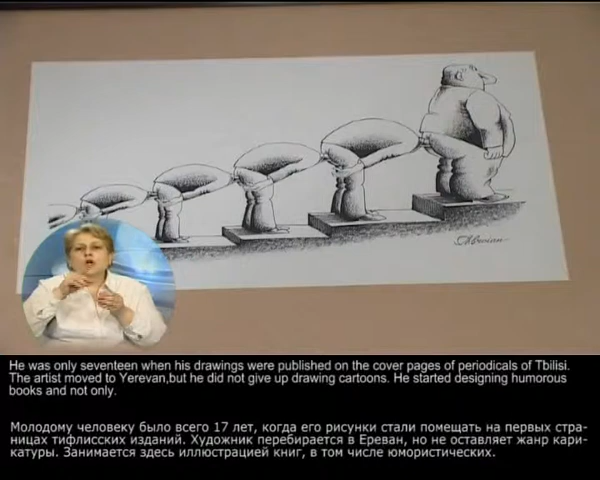 He was only seventeen when his drawings were published on the cover pages of periodicals of Tbilisi.
The artist moved to Yerevan,but he did not give up drawing cartoons. He started designing humorous
books and not only.
Молодому человеку было всего 17 лет, когда его рисунки стали помещать на первых стра-
ницах тифлисских изданий. Художник перебирается в Ереван, но не оставляет жанр кари-
катуры. Занимается здесь иллюстрацией книг, в том числе юмористических.